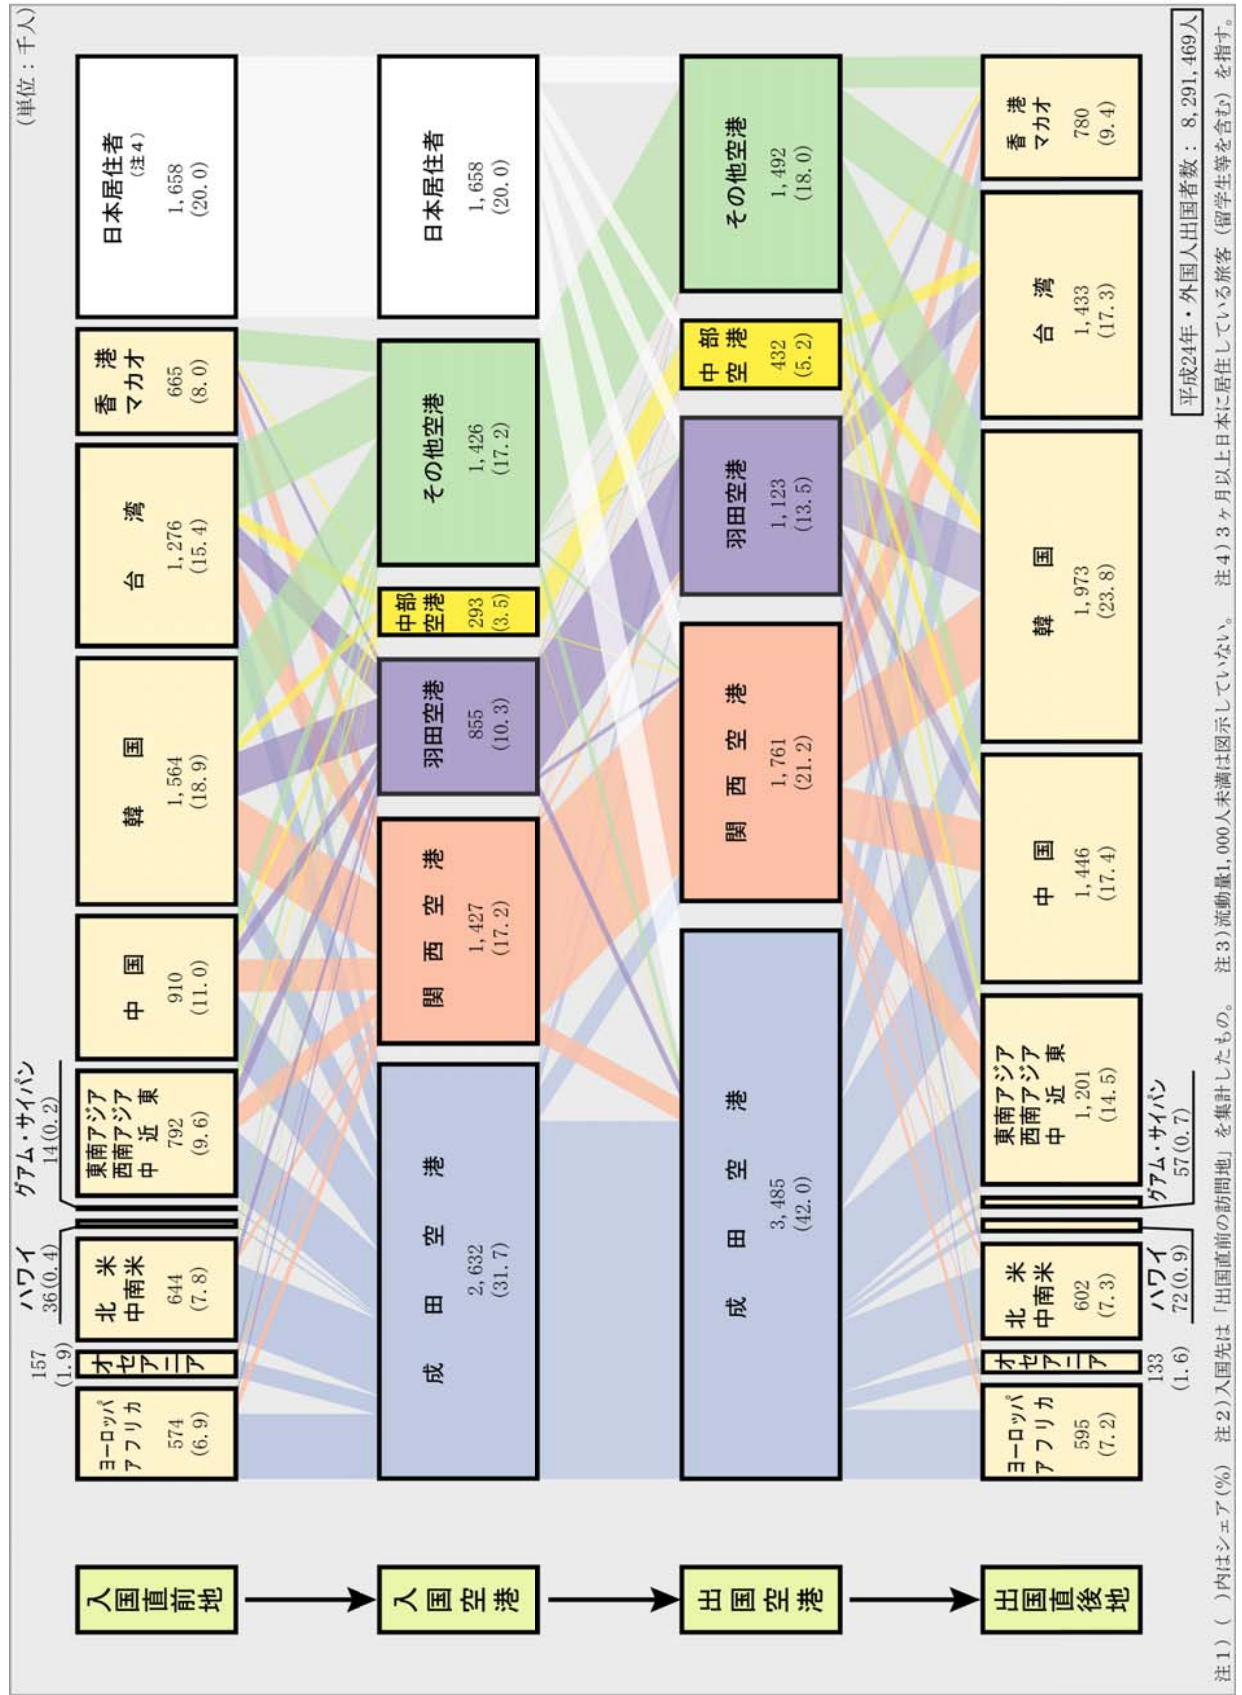 (単位：千人)
入国直前地
ヨーロッパ
アフリカ
574
(6.9)
オセアニア
157
(1.9)
北米
中南米
644
(7.8)
ハワイ
36(0.4)
グアム・サイパン
14(0.2)
東南アジア
西南アジア
中近東
792
(9.6)
中国
910
(11.0)
韓国
1,564
(18.9)
台湾
1,276
(15.4)
香港
マカオ
665
(8.0)
日本居住者
(注4)
1,658
(20.0)
入国空港
成田空港
2,632
(31.7)
関西空港
1,427
(17.2)
羽田空港
855
(10.3)
中部
空港
293
(3.5)
その他空港
1,426
(17.2)
日本居住者
1,658
(20.0)
出国空港
成田空港
3,485
(42.0)
関西空港
1,761
(21.2)
羽田空港
1,123
(13.5)
中部
空港
432
(5.2)
その他空港
1,492
(18.0)
出国直後地
ヨーロッパ
アフリカ
595
(7.2)
オセアニア
133
(1.6)
北米
中南米
602
(7.3)
ハワイ
72(0.9)
グアム・サイパン
57(0.7)
東南アジア
西南アジア
中近東
1,201
(14.5)
中国
1,446
(17.4)
韓国
1,973
(23.8)
台湾
1,433
(17.3)
香港
マカオ
780
(9.4)
平成24年・外国人出国者数：8,291,469人
注1)( )内はシェア(%) 注2)入国先は「出国直前の訪問地」を集計したもの。 注3)流動量1,000人未満は図示していない。 注4)3ヶ月以上日本に居住している旅客(留学生等を含む)を指す。